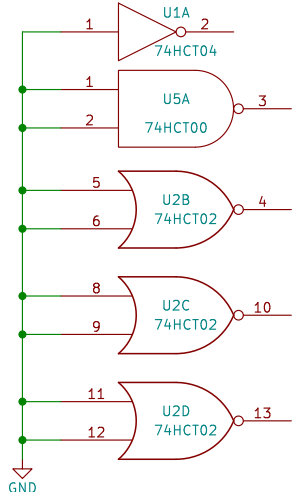 U1A
1 2
74HCT04
1 U5A
3
2 74HCT00
5 U2B
4
6 74HCT02
8 U2C
10
9 74HCT02
11 U2D
13
12 74HCT02
GND